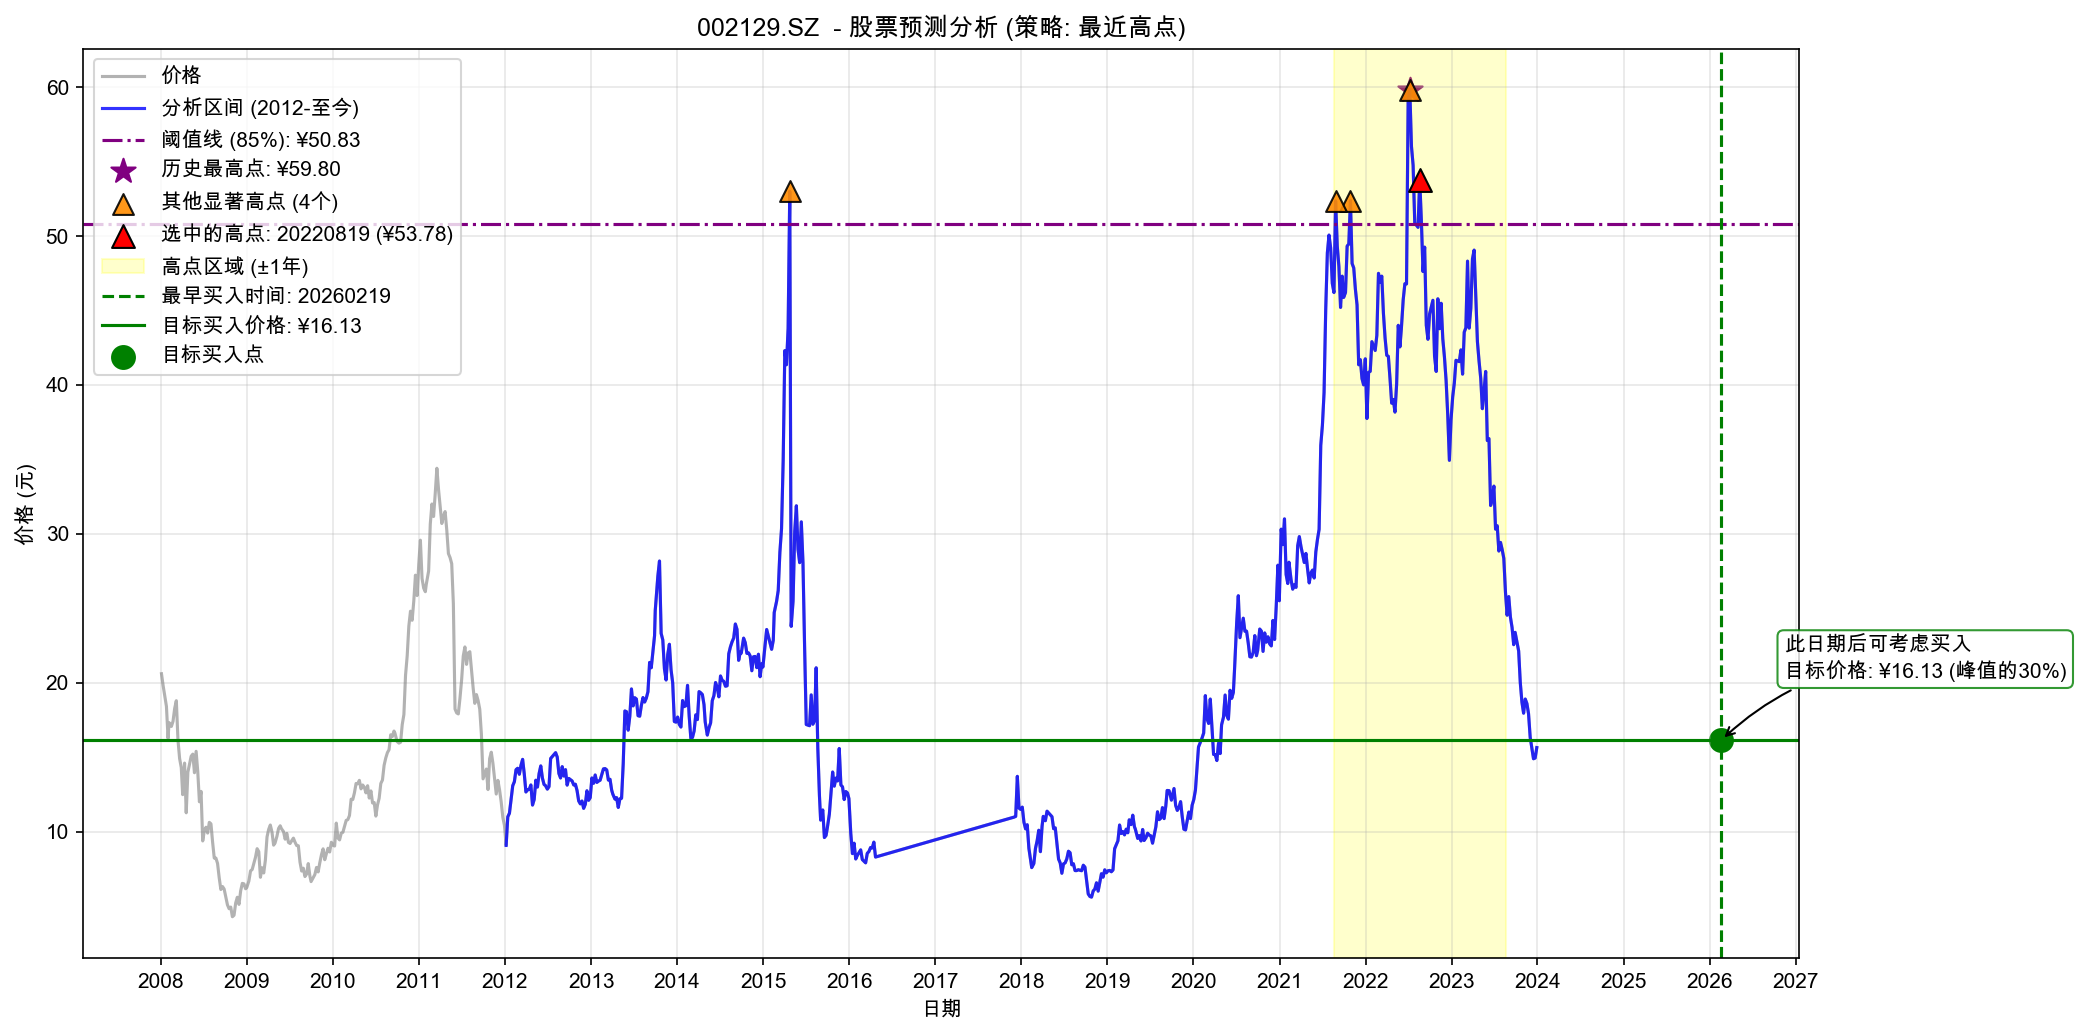 002129.SZ  - 股票预测分析 (策略: 最近高点)
价格
分析区间 (2012-至今)
阈值线 (85%): ¥50.83
历史最高点: ¥59.80
其他显著高点 (4个)
选中的高点: 20220819 (¥53.78)
高点区域 (±1年)
最早买入时间: 20260219
目标买入价格: ¥16.13
目标买入点
价格 (元)
60
50
40
30
20
10
此日期后可考虑买入
目标价格: ¥16.13 (峰值的30%)
2008 2009 2010 2011 2012 2013 2014 2015 2016 2017 2018 2019 2020 2021 2022 2023 2024 2025 2026 2027
日期